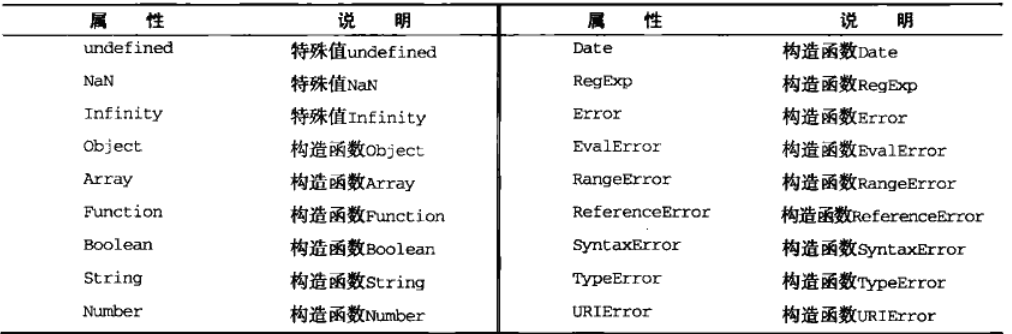 属 性 说 明 属 性 说 明
undefined 特殊值undefined Date 构造函数Date
NaN 特殊值NaN RegExp 构造函数RegExp
Infinity 特殊值Infinity Error 构造函数Error
Object 构造函数Object EvalError 构造函数EvalError
Array 构造函数Array RangeError 构造函数RangeError
Function 构造函数Function ReferenceError 构造函数ReferenceError
Boolean 构造函数Boolean SyntaxError 构造函数SyntaxError
String 构造函数String TypeError 构造函数TypeError
Number 构造函数Number URIError 构造函数URIError